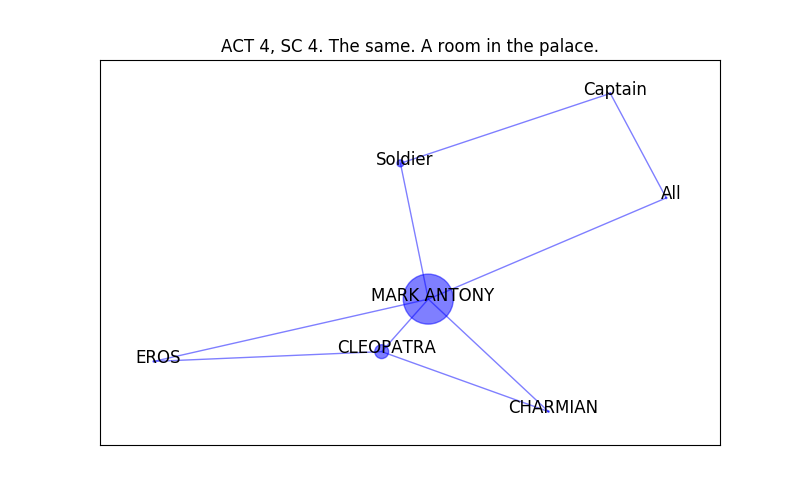 ACT 4, SC 4. The same. A room in the palace.
Captain
Soldier
All
MARK ANTONY
CLEOPATRA
EROS
CHARMIAN